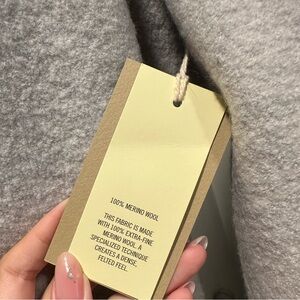 100% MERINO WOOL
THIS FABRIC IS MADE
WITH 100% EXTRA-FINE
MERINO WOOL. A
SPECIALIZED TECHNIQUE
CREATES A DENSE,
FELTED FEEL